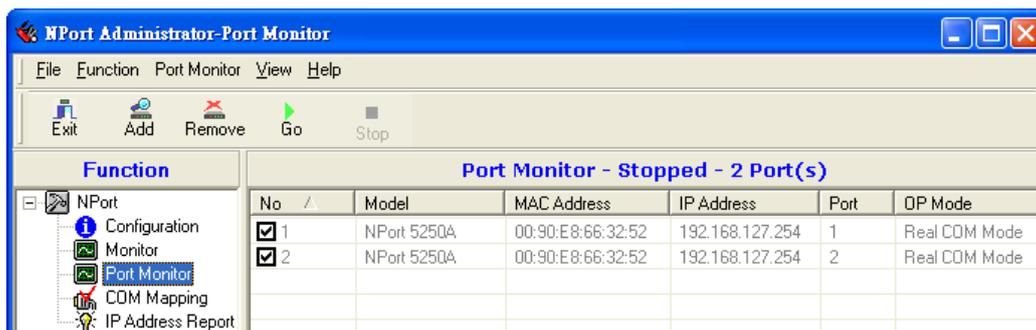 NPort Administrator-Port Monitor
File Function Port Monitor View Help
Exit Add Remove Go Stop
Function
Port Monitor - Stopped - 2 Port(s)
NPort
Configuration
Monitor
Port Monitor
COM Mapping
IP Address Report
No Model MAC Address IP Address Port OP Mode
1 NPort 5250A 00:90:E8:66:32:52 192.168.127.254 1 Real COM Mode
2 NPort 5250A 00:90:E8:66:32:52 192.168.127.254 2 Real COM Mode